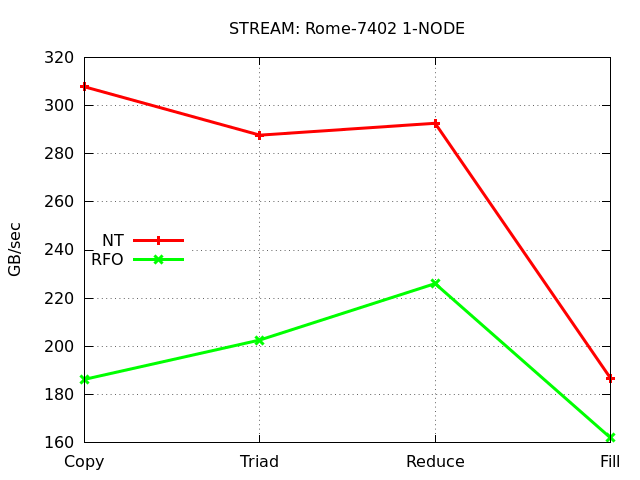 STREAM: Rome-7402 1-NODE
320
300
280
260
240
220
200
180
160
GB/sec
NT
RFO
Copy Triad Reduce Fill